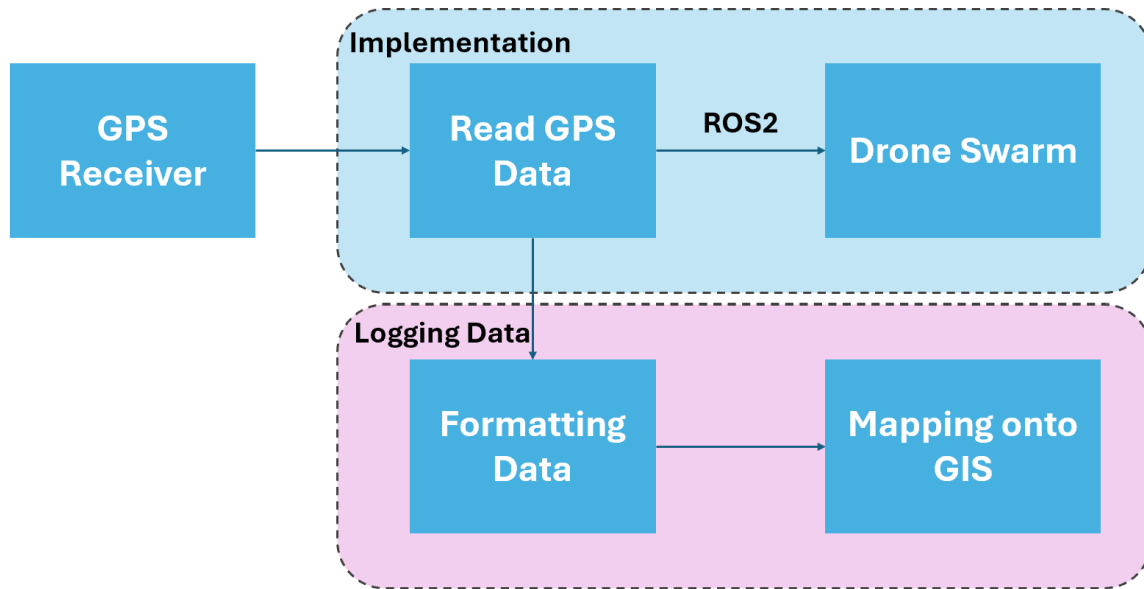 Implementation
GPS
Receiver
Read GPS
Data
ROS2
Drone Swarm
Logging Data
Formatting
Data
Mapping onto
GIS